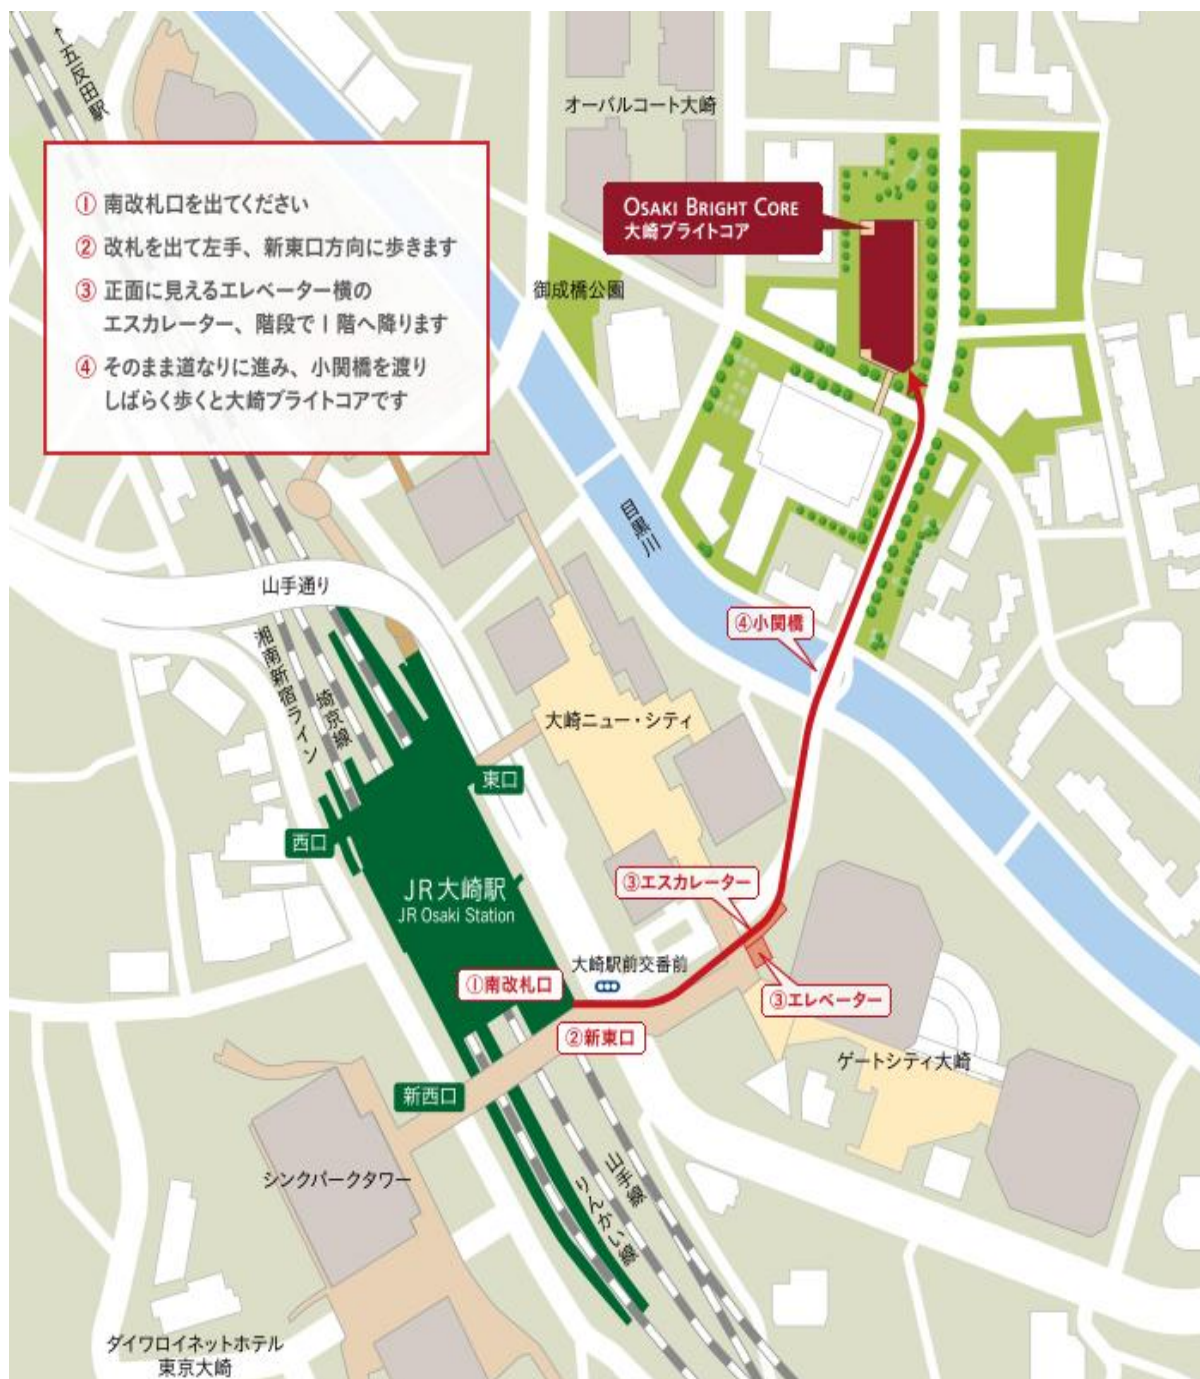 ↑五反田駅
オーバルコート大崎
① 南改札口を出てください
② 改札を出て左手、新東口方向に歩きます
③ 正面に見えるエレベーター横の
エスカレーター、階段で1階へ降ります
④ そのまま道なりに進み、小関橋を渡り
しばらく歩くと大崎ブライトコアです
OSAKI BRIGHT CORE
大崎ブライトコア
御成橋公園
目黒川
山手通り
④小関橋
湘南新宿ライン
埼京線
大崎ニュー・シティ
東口
西口
JR大崎駅
JR Osaki Station
③エスカレーター
大崎駅前交番前
①南改札口
③エレベーター
②新東口
ゲートシティ大崎
新西口
シンクパークタワー
山手線
りんかい線
ダイワロイネットホテル
東京大崎